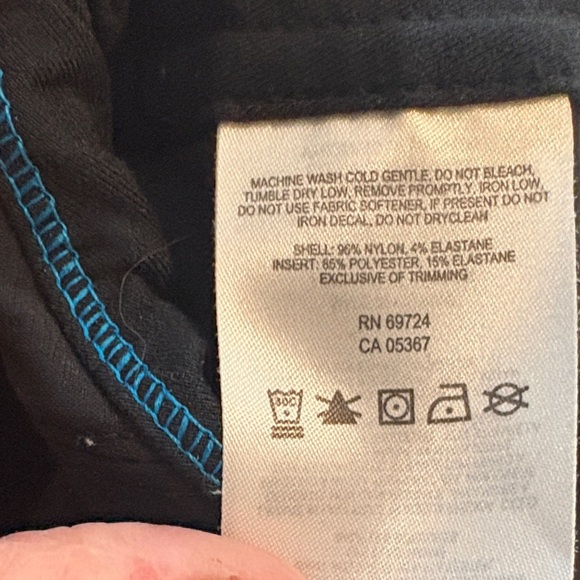 MACHINE WASH COLD GENTLE, DO NOT BLEACH,
TUMBLE DRY LOW, REMOVE PROMPTLY, IRON LOW,
DO NOT USE FABRIC SOFTENER, IF PRESENT DO NOT
IRON DECAL, DO NOT DRYCLEAN
SHELL: 96% NYLON, 4% ELASTANE
INSERT: 85% POLYESTER, 15% ELASTANE
EXCLUSIVE OF TRIMMING
RN 69724
CA 05367
30C